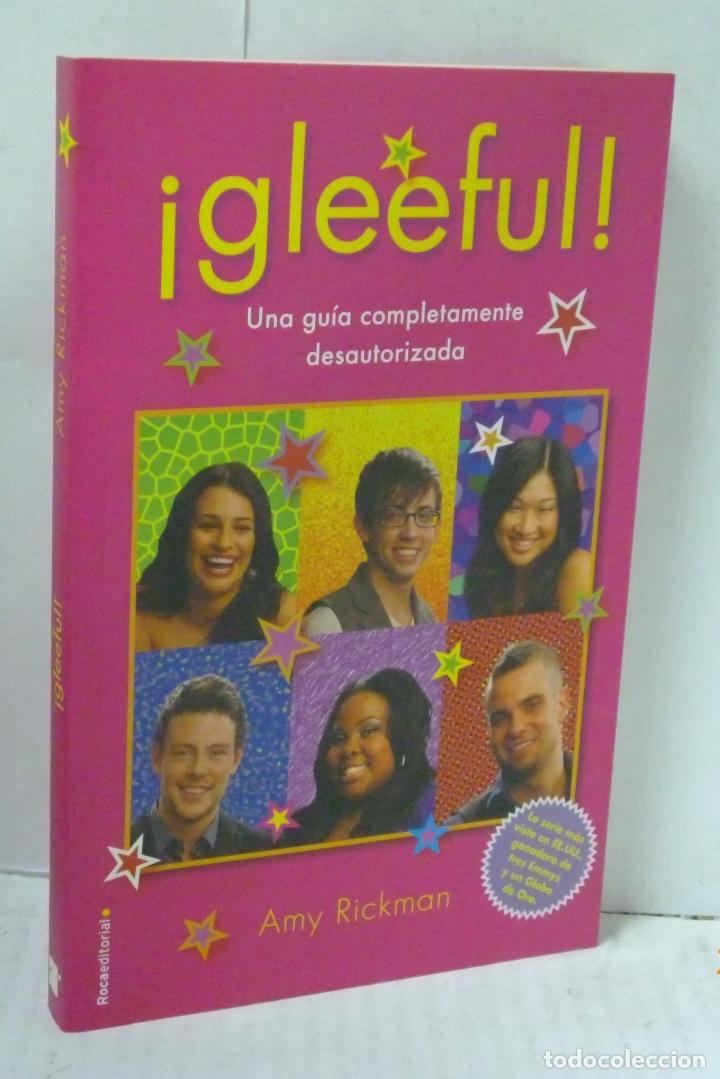 ¡gleeful!
Una guía completamente
desautorizada
La serie más
vista en EE.UU.
ganadora de
tres Emmys
y un Globo
de Oro.
Amy Rickman
Amy Rickman
¡gleeful!
Rocaeditorial
todocoleccion